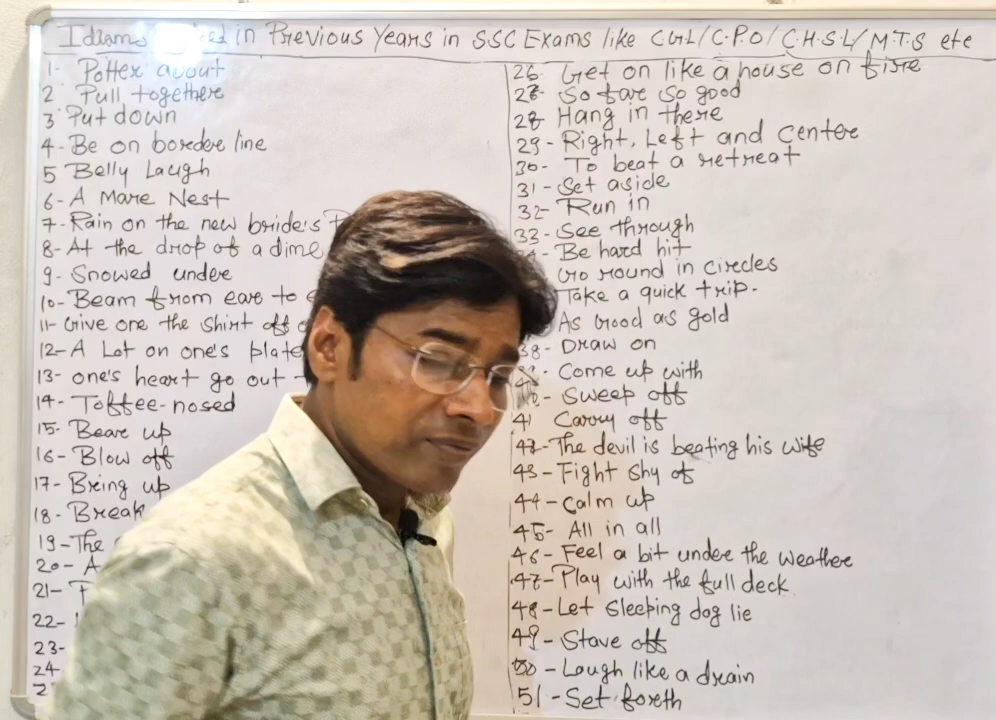 Idioms in Previous Years in SSC Exams like CGL/C.P.O/C.H.S.L/M.T.S etc
1- Potter about
2 Pull together
3 Put down
4- Be on border line
5 Belly Laugh
6- A Mare Nest
7- Rain on the new bride's
8- At the drop of a dime
9- Snowed under
10- Beam from ear to
11- Give one the shirt off
12- A Lot on one's plate
13- one's heart go out
14- Toffee-nosed
15- Bear up
16- Blow off
17- Bring up
18- Break
19- The
20- A
21-
22-
23-
24
26- Get on like a house on fire
27- So far so good
28- Hang in there
29- Right, Left and center
30- To beat a retreat
31- Set aside
32- Run in
33- See through
Be hard hit
Go round in circles
Take a quick trip.
As Good as gold
38- Draw on
Come up with
Sweep off
41 Carry off
42- The devil is beating his wife
43- Fight shy of
44- Calm up
45- All in all
46- Feel a bit under the weather
47- Play with the full deck.
48- Let Sleeping dog lie
49- Stave off
50- Laugh like a drain
51- Set forth